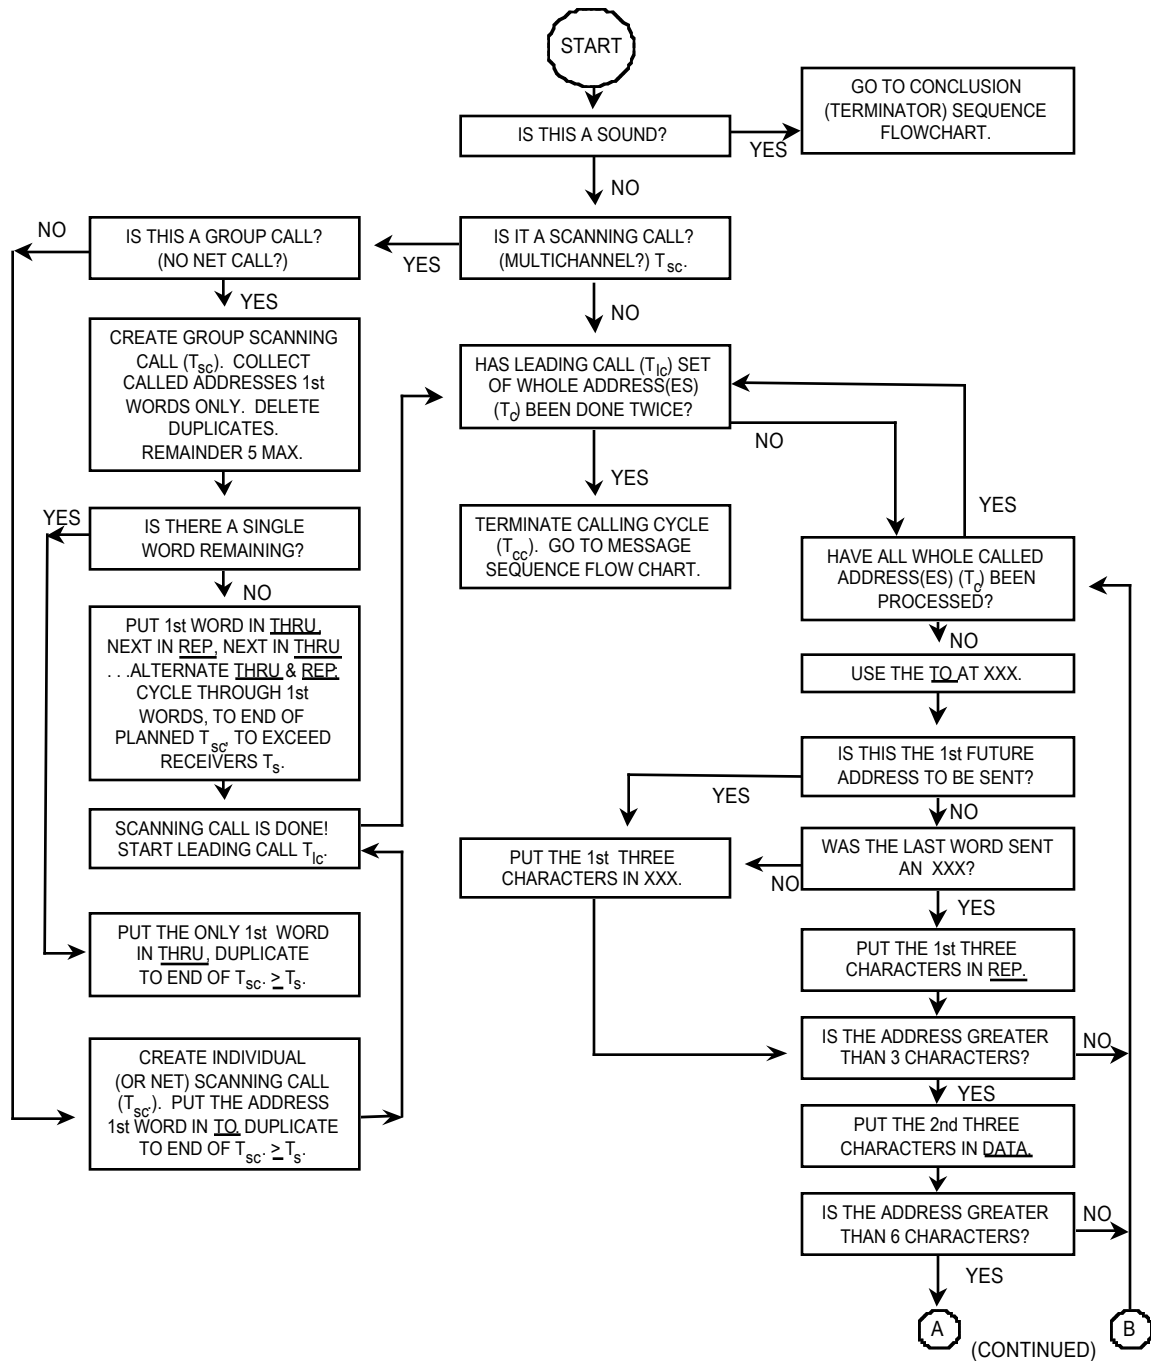 START
IS THIS A SOUND?
YES
GO TO CONCLUSION
(TERMINATOR) SEQUENCE
FLOWCHART.
NO
IS IT A SCANNING CALL?
(MULTICHANNEL?) Tsc.
YES
NO
IS THIS A GROUP CALL?
(NO NET CALL?)
NO
YES
CREATE GROUP SCANNING
CALL (Tsc). COLLECT
CALLED ADDRESSES 1st
WORDS ONLY. DELETE
DUPLICATES.
REMAINDER 5 MAX.
IS THERE A SINGLE
WORD REMAINING?
YES
NO
PUT 1st WORD IN THRU,
NEXT IN REP, NEXT IN THRU
. . .ALTERNATE THRU & REP;
CYCLE THROUGH 1st
WORDS, TO END OF
PLANNED Tsc, TO EXCEED
RECEIVERS Ts.
SCANNING CALL IS DONE!
START LEADING CALL Tlc.
PUT THE ONLY 1st WORD
IN THRU, DUPLICATE
TO END OF Tsc. ≥ Ts.
CREATE INDIVIDUAL
(OR NET) SCANNING CALL
(Tsc). PUT THE ADDRESS
1st WORD IN TO, DUPLICATE
TO END OF Tsc. ≥ Ts.
HAS LEADING CALL (Tlc) SET
OF WHOLE ADDRESS(ES)
(Tc) BEEN DONE TWICE?
NO
YES
TERMINATE CALLING CYCLE
(Tcc). GO TO MESSAGE
SEQUENCE FLOW CHART.
YES
HAVE ALL WHOLE CALLED
ADDRESS(ES) (Tc) BEEN
PROCESSED?
NO
USE THE TO AT XXX.
IS THIS THE 1st FUTURE
ADDRESS TO BE SENT?
YES
NO
PUT THE 1st THREE
CHARACTERS IN XXX.
WAS THE LAST WORD SENT
AN XXX?
NO
YES
PUT THE 1st THREE
CHARACTERS IN REP.
IS THE ADDRESS GREATER
THAN 3 CHARACTERS?
NO
YES
PUT THE 2nd THREE
CHARACTERS IN DATA.
IS THE ADDRESS GREATER
THAN 6 CHARACTERS?
NO
YES
A
B
(CONTINUED)